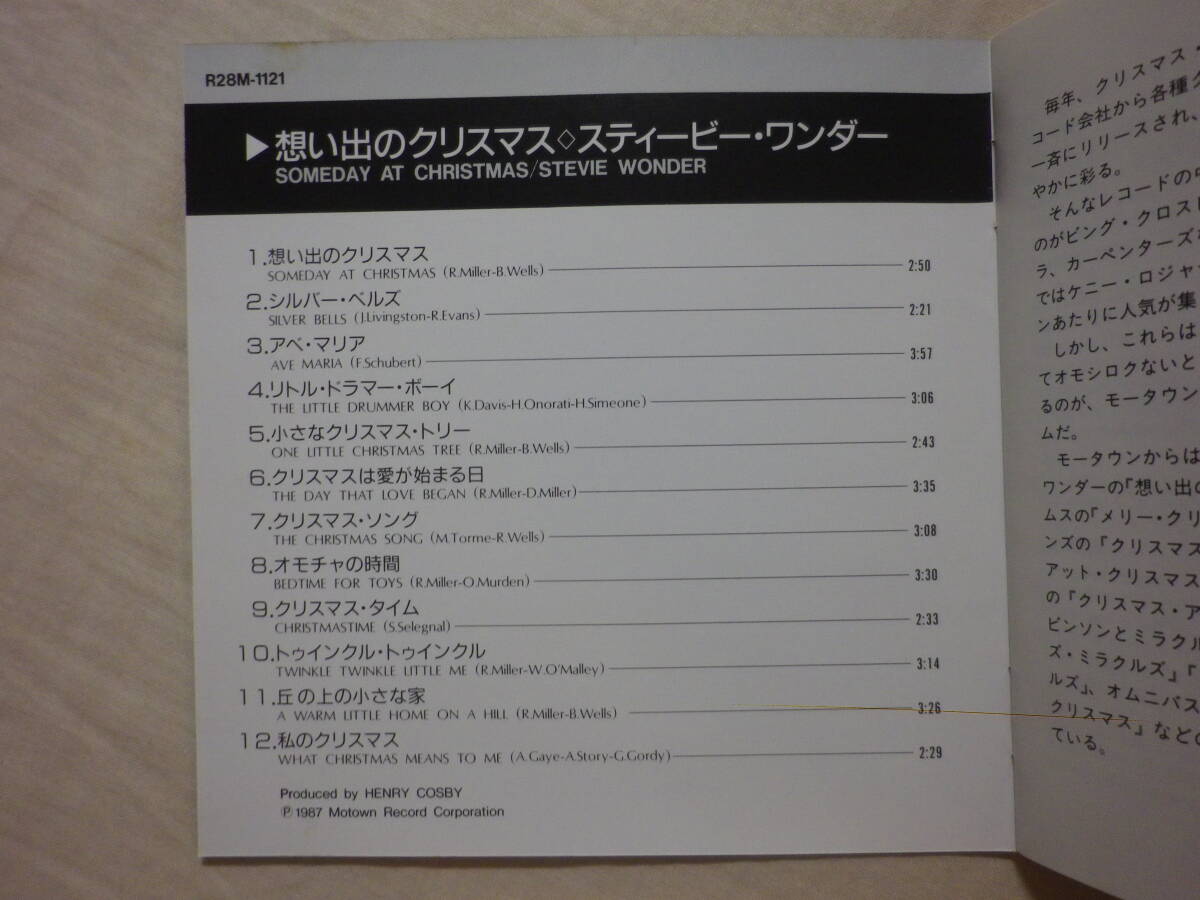 R28M-1121
▶想い出のクリスマス◇スティービー・ワンダー
SOMEDAY AT CHRISTMAS/STEVIE WONDER
1.想い出のクリスマス
SOMEDAY AT CHRISTMAS (R.Miller-B.Wells) 2:50
2.シルバー・ベルズ
SILVER BELLS (J.Livingston-R.Evans) 2:21
3.アベ・マリア
AVE MARIA (F.Schubert) 3:57
4.リトル・ドラマー・ボーイ
THE LITTLE DRUMMER BOY (K.Davis-H.Onorati-H.Simeone) 3:06
5.小さなクリスマス・トリー
ONE LITTLE CHRISTMAS TREE (R.Miller-B.Wells) 2:43
6.クリスマスは愛が始まる日
THE DAY THAT LOVE BEGAN (R.Miller-D.Miller) 3:35
7.クリスマス・ソング
THE CHRISTMAS SONG (M.Torme-R.Wells) 3:08
8.オモチャの時間
BEDTIME FOR TOYS (R.Miller-O.Murden) 3:30
9.クリスマス・タイム
CHRISTMASTIME (S.Selegnal) 2:33
10.トゥインクル・トゥインクル
TWINKLE TWINKLE LITTLE ME (R.Miller-W.O'Malley) 3:14
11.丘の上の小さな家
A WARM LITTLE HOME ON A HILL (R.Miller-B.Wells) 3:26
12.私のクリスマス
WHAT CHRISTMAS MEANS TO ME (A.Gaye-A.Story-G.Gordy) 2:29
Produced by HENRY COSBY
Ⓟ1987 Motown Record Corporation
毎年、クリスマス・
コード会社から各種
一斉にリリースされ、
やかに彩る。
そんなレコードの
のがビング・クロス
ラ、カーペンターズ
ではケニー・ロジャ
ンあたりに人気が集
しかし、これらは
てオモシロクないと
るのが、モータウン
ムだ。
モータウンからは
ワンダーの「想い出の
ムスの「メリー・クリ
ンズの「クリスマス
アット・クリスマス
の「クリスマス・ア
ビンソンとミラクル
ズ・ミラクルズ」「
ルズ」、オムニバス
クリスマス」などの
ている。